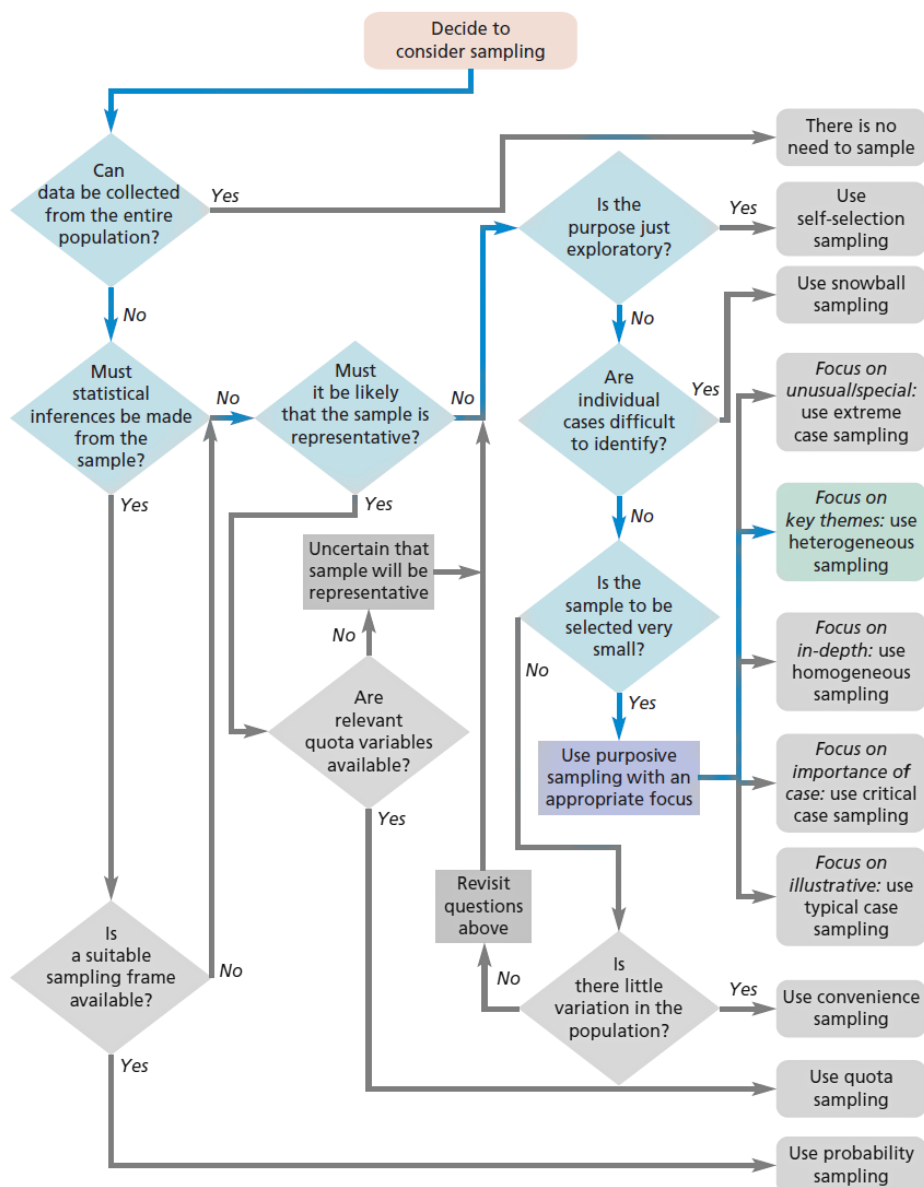 Decide to
consider sampling
There is no
need to sample
Can
data be collected
from the entire
population?
Yes
Is the
purpose just
exploratory?
Yes
Use
self-selection
sampling
No
No
Use snowball
sampling
Must
statistical
inferences be made
from the
sample?
No
Must
it be likely
that the sample is
representative?
No
Are
individual
cases difficult
to identify?
Yes
Focus on
unusual/special:
use extreme
case sampling
Yes
Yes
No
Focus on
key themes: use
heterogeneous
sampling
Uncertain that
sample will be
representative
Is the
sample to be
selected very
small?
No
No
Yes
Focus on
in-depth: use
homogeneous
sampling
Are
relevant
quota variables
available?
Yes
Use purposive
sampling with an
appropriate focus
Focus on
importance of
case: use critical
case sampling
Revisit
questions
above
Focus on
illustrative: use
typical case
sampling
Is
a suitable
sampling frame
available?
No
Yes
No
Is
there little
variation in the
population?
Yes
Use convenience
sampling
Use quota
sampling
Use probability
sampling